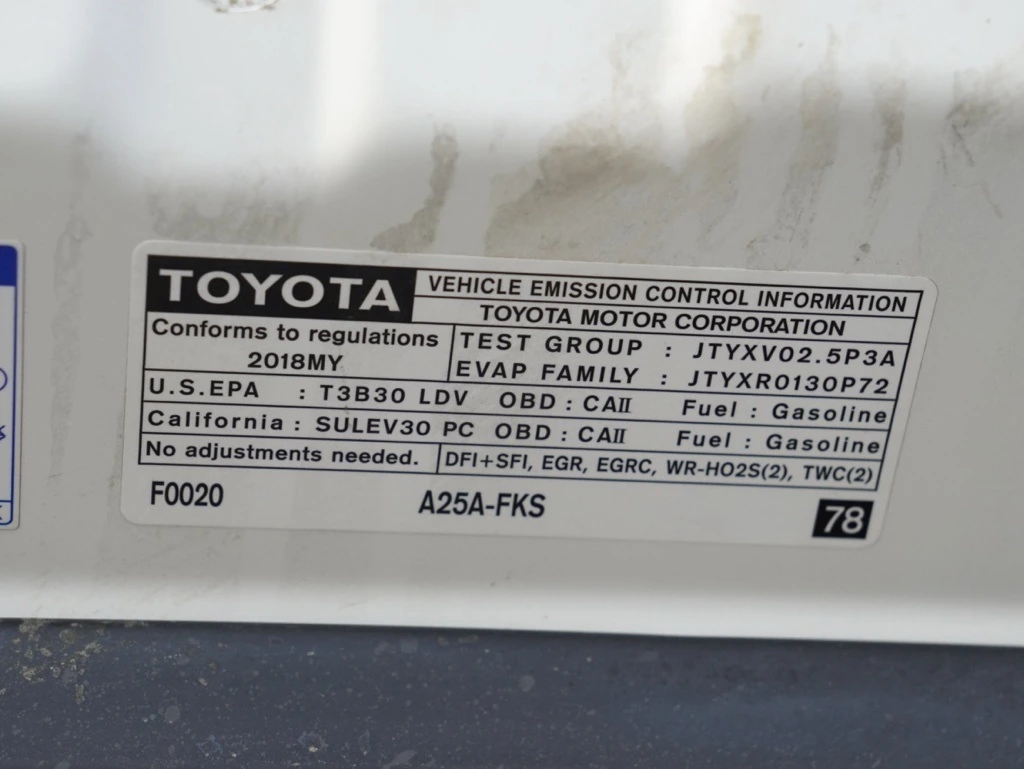 TOYOTA
VEHICLE EMISSION CONTROL INFORMATION
TOYOTA MOTOR CORPORATION
Conforms to regulations
2018MY
TEST GROUP : JTYXV02.5P3A
EVAP FAMILY : JTYXR0130P72
U.S.EPA : T3B30 LDV OBD : CAII Fuel : Gasoline
California : SULEV30 PC OBD : CAII Fuel : Gasoline
No adjustments needed.
DFI+SFI, EGR, EGRC, WR-HO2S(2), TWC(2)
F0020 A25A-FKS 78